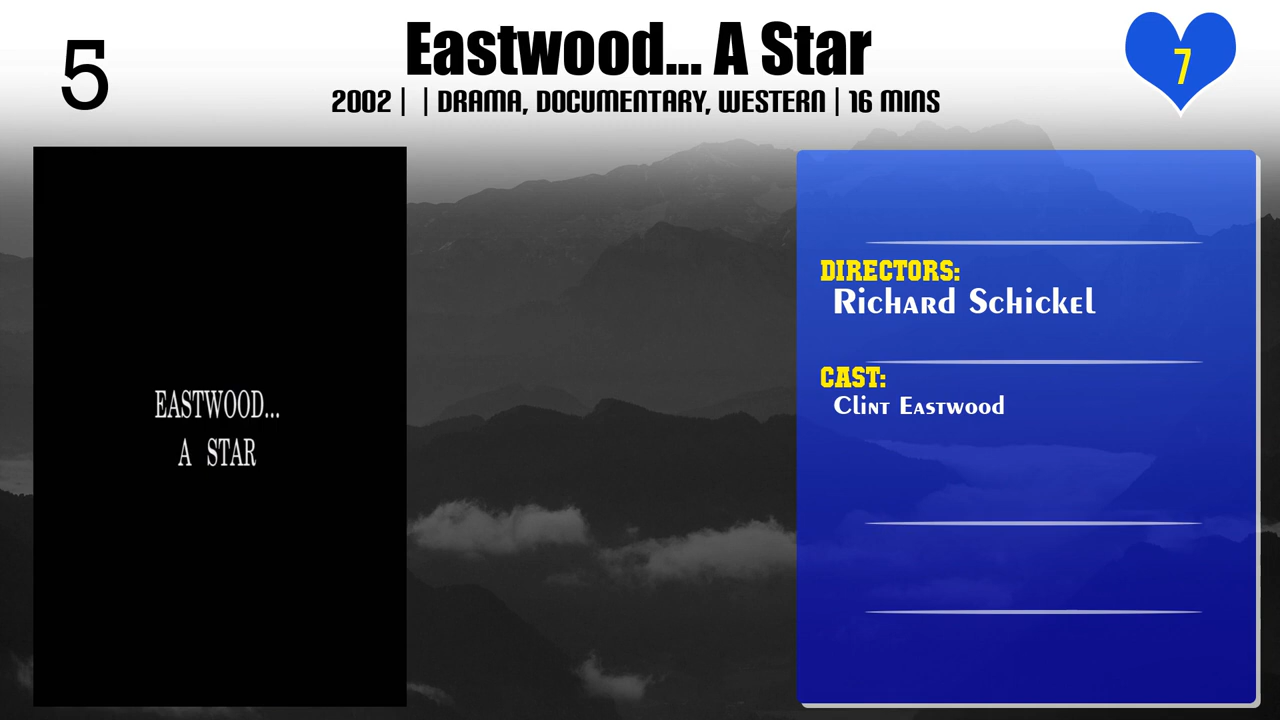 5
Eastwood... A Star
7
2002 | | DRAMA, DOCUMENTARY, WESTERN | 16 MINS
EASTWOOD...
A STAR
DIRECTORS:
Richard Schickel
CAST:
Clint Eastwood